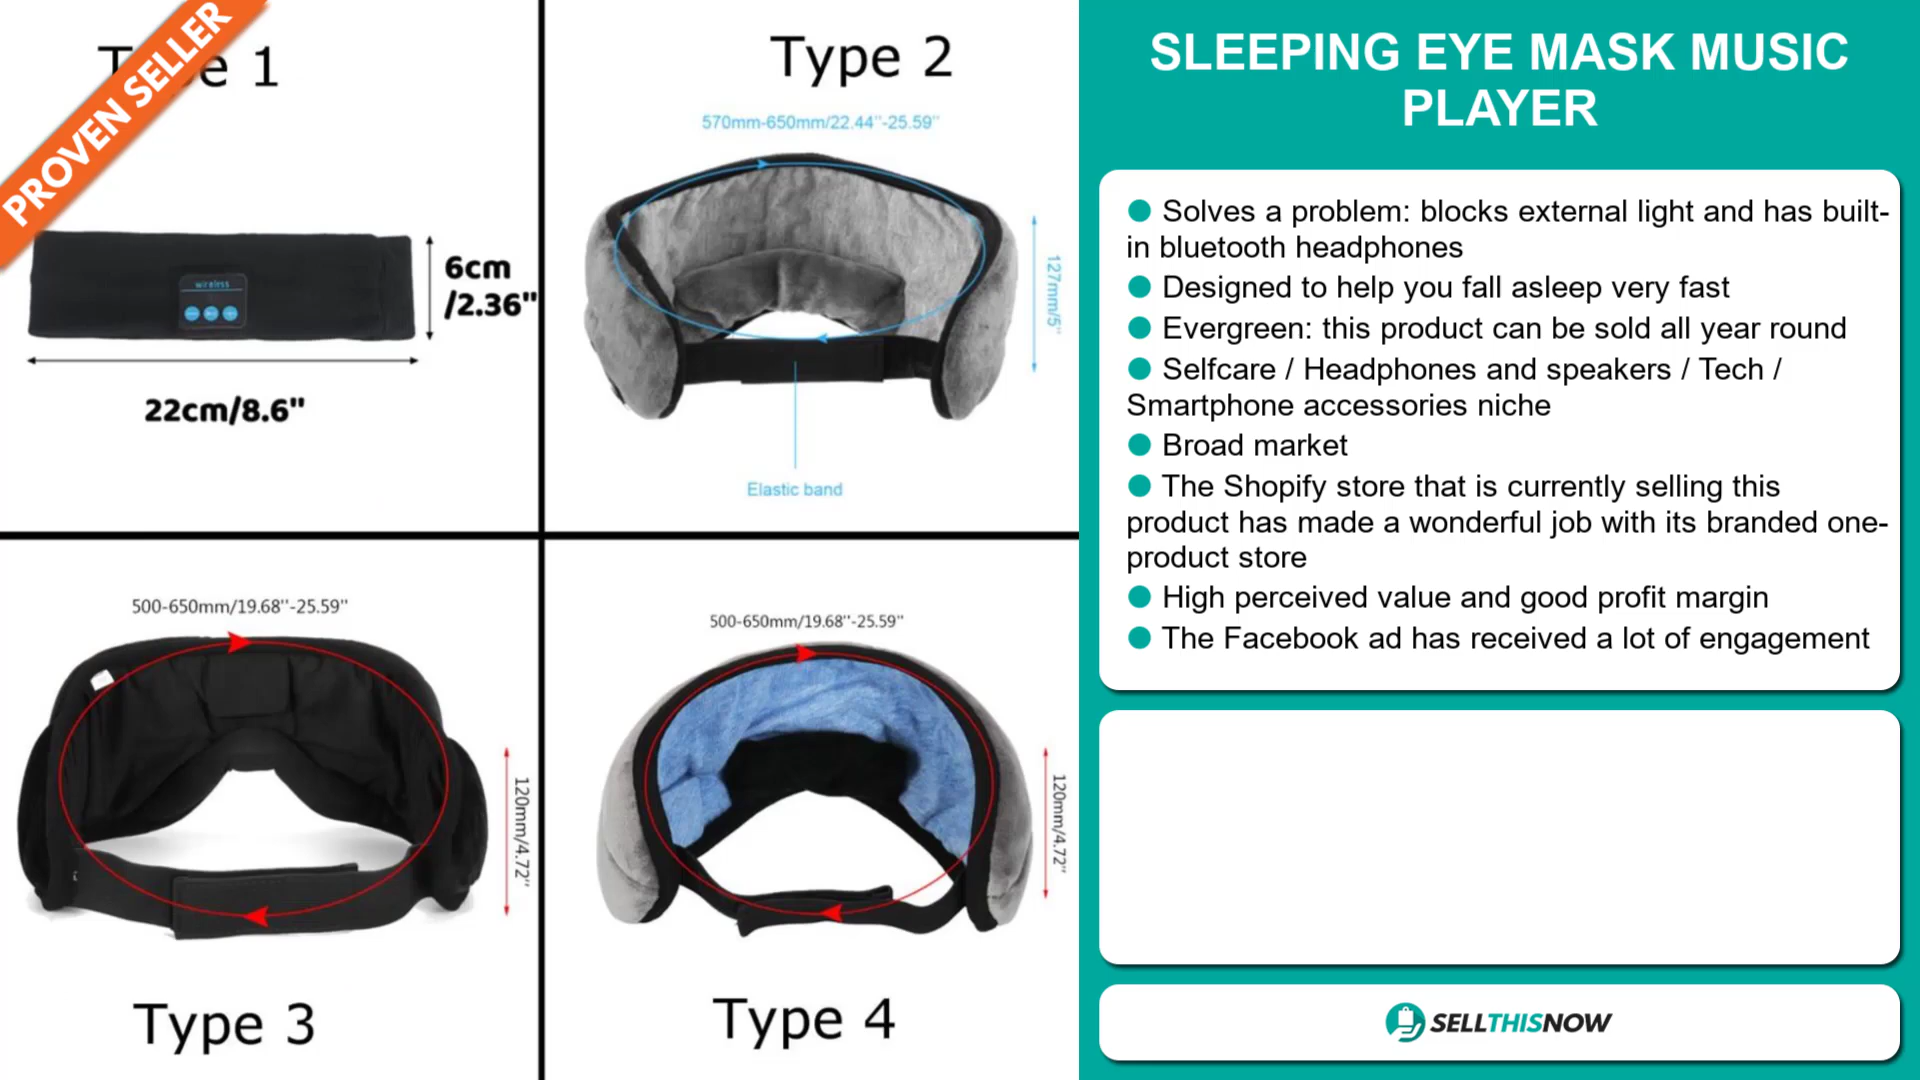 PROVEN SELLER
Type 1
wireless
6cm
/2.36"
22cm/8.6"
Type 2
570mm-650mm/22.44''-25.59''
127mm/5''
Elastic band
500-650mm/19.68''-25.59''
120mm/4.72''
Type 3
500-650mm/19.68''-25.59''
120mm/4.72''
Type 4
SLEEPING EYE MASK MUSIC
PLAYER
● Solves a problem: blocks external light and has built-
in bluetooth headphones
● Designed to help you fall asleep very fast
● Evergreen: this product can be sold all year round
● Selfcare / Headphones and speakers / Tech /
Smartphone accessories niche
● Broad market
● The Shopify store that is currently selling this
product has made a wonderful job with its branded one-
product store
● High perceived value and good profit margin
● The Facebook ad has received a lot of engagement
SELLTHISNOW